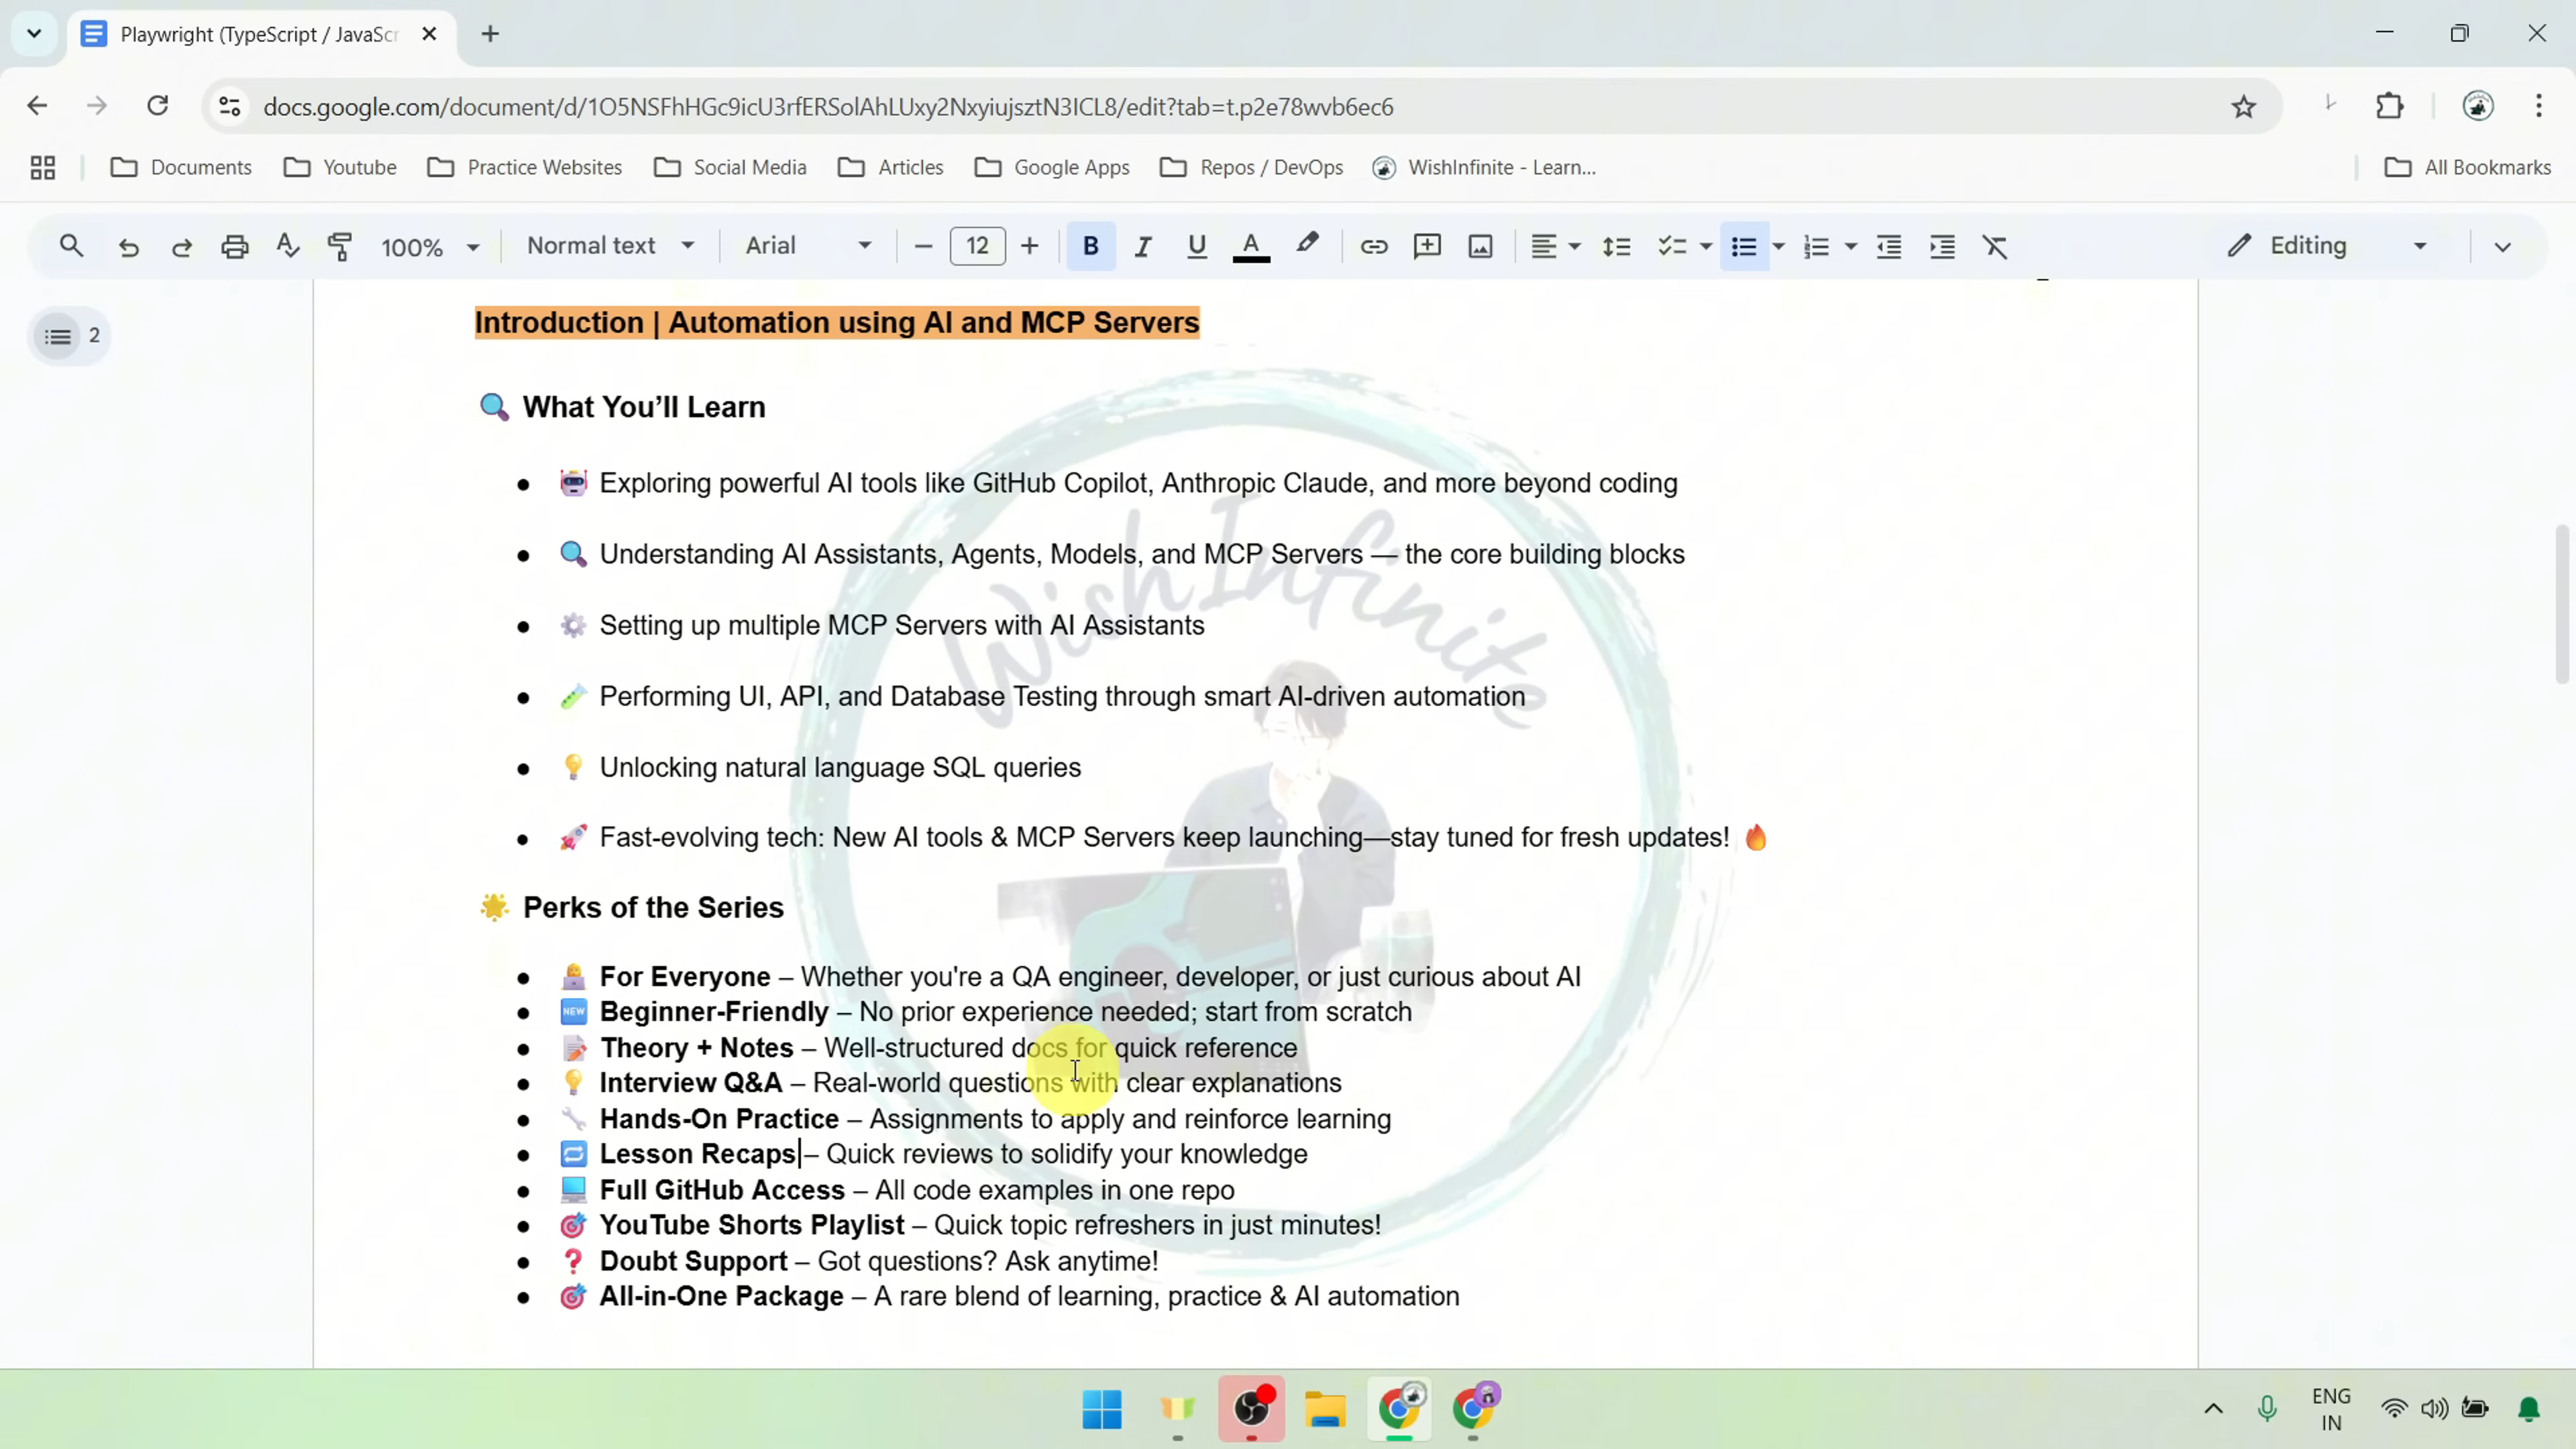 Playwright (TypeScript / JavaScr
docs.google.com/document/d/1O5NSFhHGc9icU3rfERSolAhLUxy2NxyiujsztN3ICL8/edit?tab=t.p2e78wvb6ec6
Documents Youtube Practice Websites Social Media Articles Google Apps Repos / DevOps WishInfinite - Learn... All Bookmarks
100% Normal text Arial 12 B I U A Editing
2
Introduction | Automation using AI and MCP Servers
🔍 What You’ll Learn
● 🤖 Exploring powerful AI tools like GitHub Copilot, Anthropic Claude, and more beyond coding
● 🔍 Understanding AI Assistants, Agents, Models, and MCP Servers — the core building blocks
● ⚙️ Setting up multiple MCP Servers with AI Assistants
● 🧪 Performing UI, API, and Database Testing through smart AI-driven automation
● 💡 Unlocking natural language SQL queries
● 🚀 Fast-evolving tech: New AI tools & MCP Servers keep launching—stay tuned for fresh updates! 🔥
🌟 Perks of the Series
● 🧑‍💻 For Everyone – Whether you're a QA engineer, developer, or just curious about AI
● 🆕 Beginner-Friendly – No prior experience needed; start from scratch
● 📝 Theory + Notes – Well-structured docs for quick reference
● 💡 Interview Q&A – Real-world questions with clear explanations
● 🔧 Hands-On Practice – Assignments to apply and reinforce learning
● 🔁 Lesson Recaps – Quick reviews to solidify your knowledge
● 💻 Full GitHub Access – All code examples in one repo
● 🎯 YouTube Shorts Playlist – Quick topic refreshers in just minutes!
● ❓ Doubt Support – Got questions? Ask anytime!
● 🎯 All-in-One Package – A rare blend of learning, practice & AI automation
WishInfinite
ENG
IN